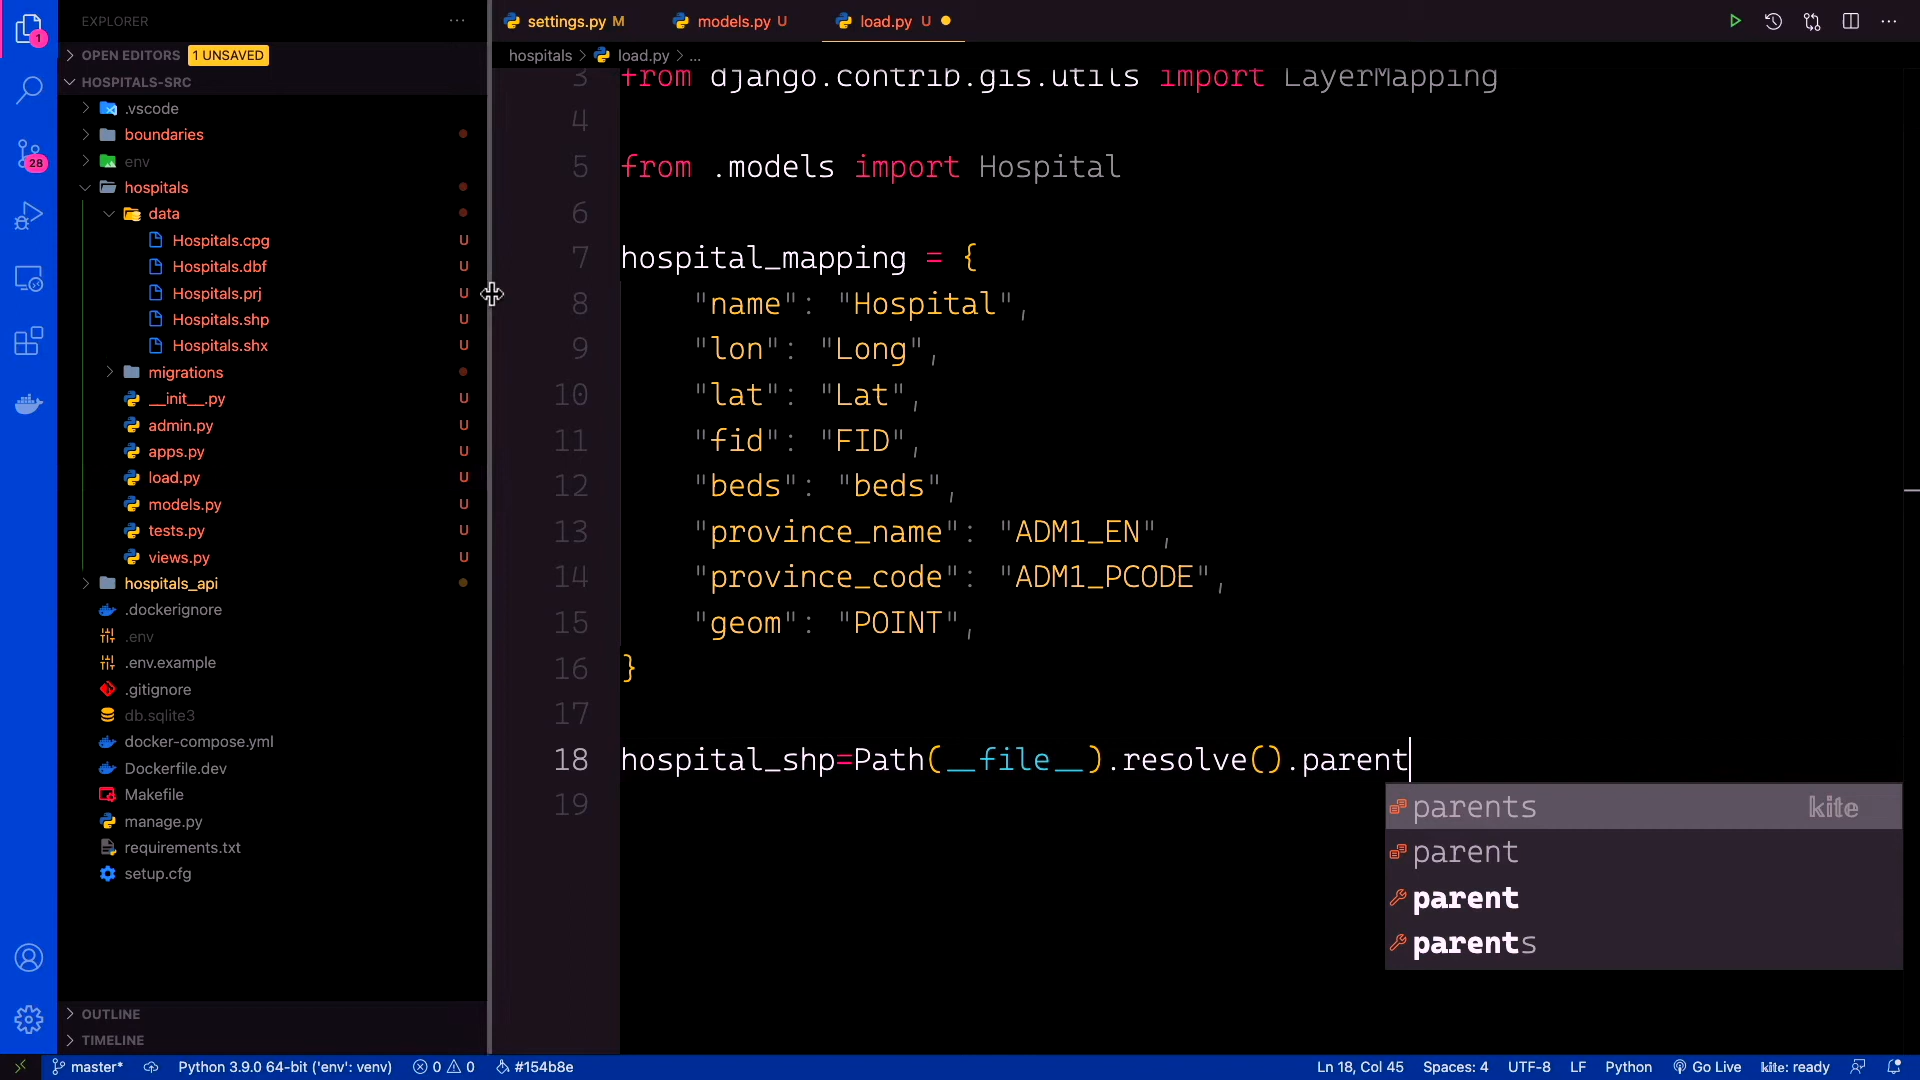 EXPLORER
OPEN EDITORS 1 UNSAVED
HOSPITALS-SRC
.vscode
boundaries
env
hospitals
data
Hospitals.cpg U
Hospitals.dbf U
Hospitals.prj U
Hospitals.shp U
Hospitals.shx U
migrations
__init__.py U
admin.py U
apps.py U
load.py U
models.py U
tests.py U
views.py U
hospitals_api
.dockerignore
.env
.env.example
.gitignore
db.sqlite3
docker-compose.yml
Dockerfile.dev
Makefile
manage.py
requirements.txt
setup.cfg
OUTLINE
TIMELINE
1
28
settings.py M models.py U load.py U
hospitals > load.py > ...
3 from django.contrib.gis.utils import LayerMapping
4
5 from .models import Hospital
6
7 hospital_mapping = {
8 "name": "Hospital",
9 "lon": "Long",
10 "lat": "Lat",
11 "fid": "FID",
12 "beds": "beds",
13 "province_name": "ADM1_EN",
14 "province_code": "ADM1_PCODE",
15 "geom": "POINT",
16 }
17
18 hospital_shp=Path(__file__).resolve().parent
19
parents kite
parent
parent
parents
master* Python 3.9.0 64-bit ('env': venv) 0 0 #154b8e Ln 18, Col 45 Spaces: 4 UTF-8 LF Python Go Live kite: ready